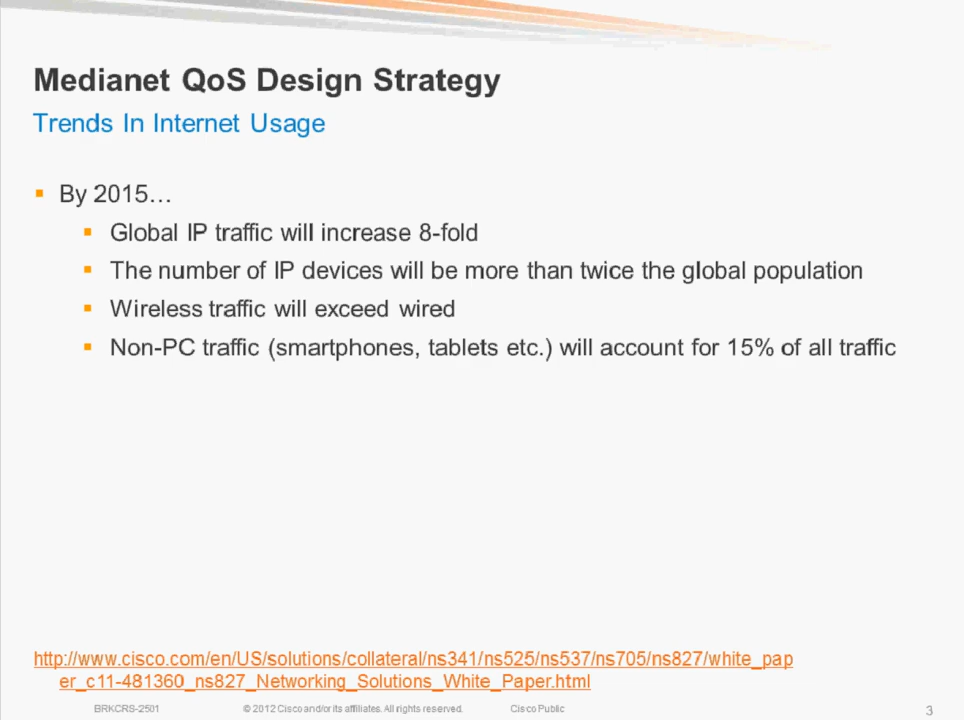 Medianet QoS Design Strategy
Trends In Internet Usage
▪ By 2015…
▪ Global IP traffic will increase 8-fold
▪ The number of IP devices will be more than twice the global population
▪ Wireless traffic will exceed wired
▪ Non-PC traffic (smartphones, tablets etc.) will account for 15% of all traffic
http://www.cisco.com/en/US/solutions/collateral/ns341/ns525/ns537/ns705/ns827/white_pap
er_c11-481360_ns827_Networking_Solutions_White_Paper.html
BRKCRS-2501 © 2012 Cisco and/or its affiliates. All rights reserved. Cisco Public 3